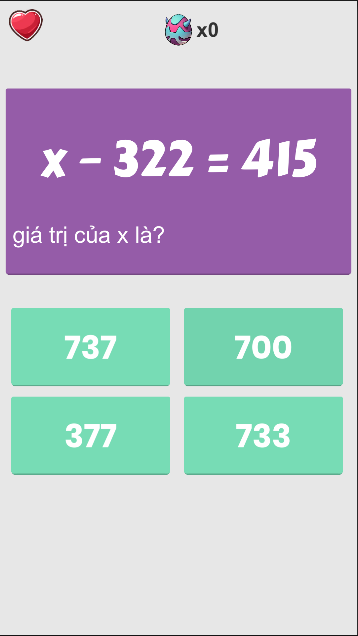 x0
x - 322 = 415
giá trị của x là?
737
700
377
733